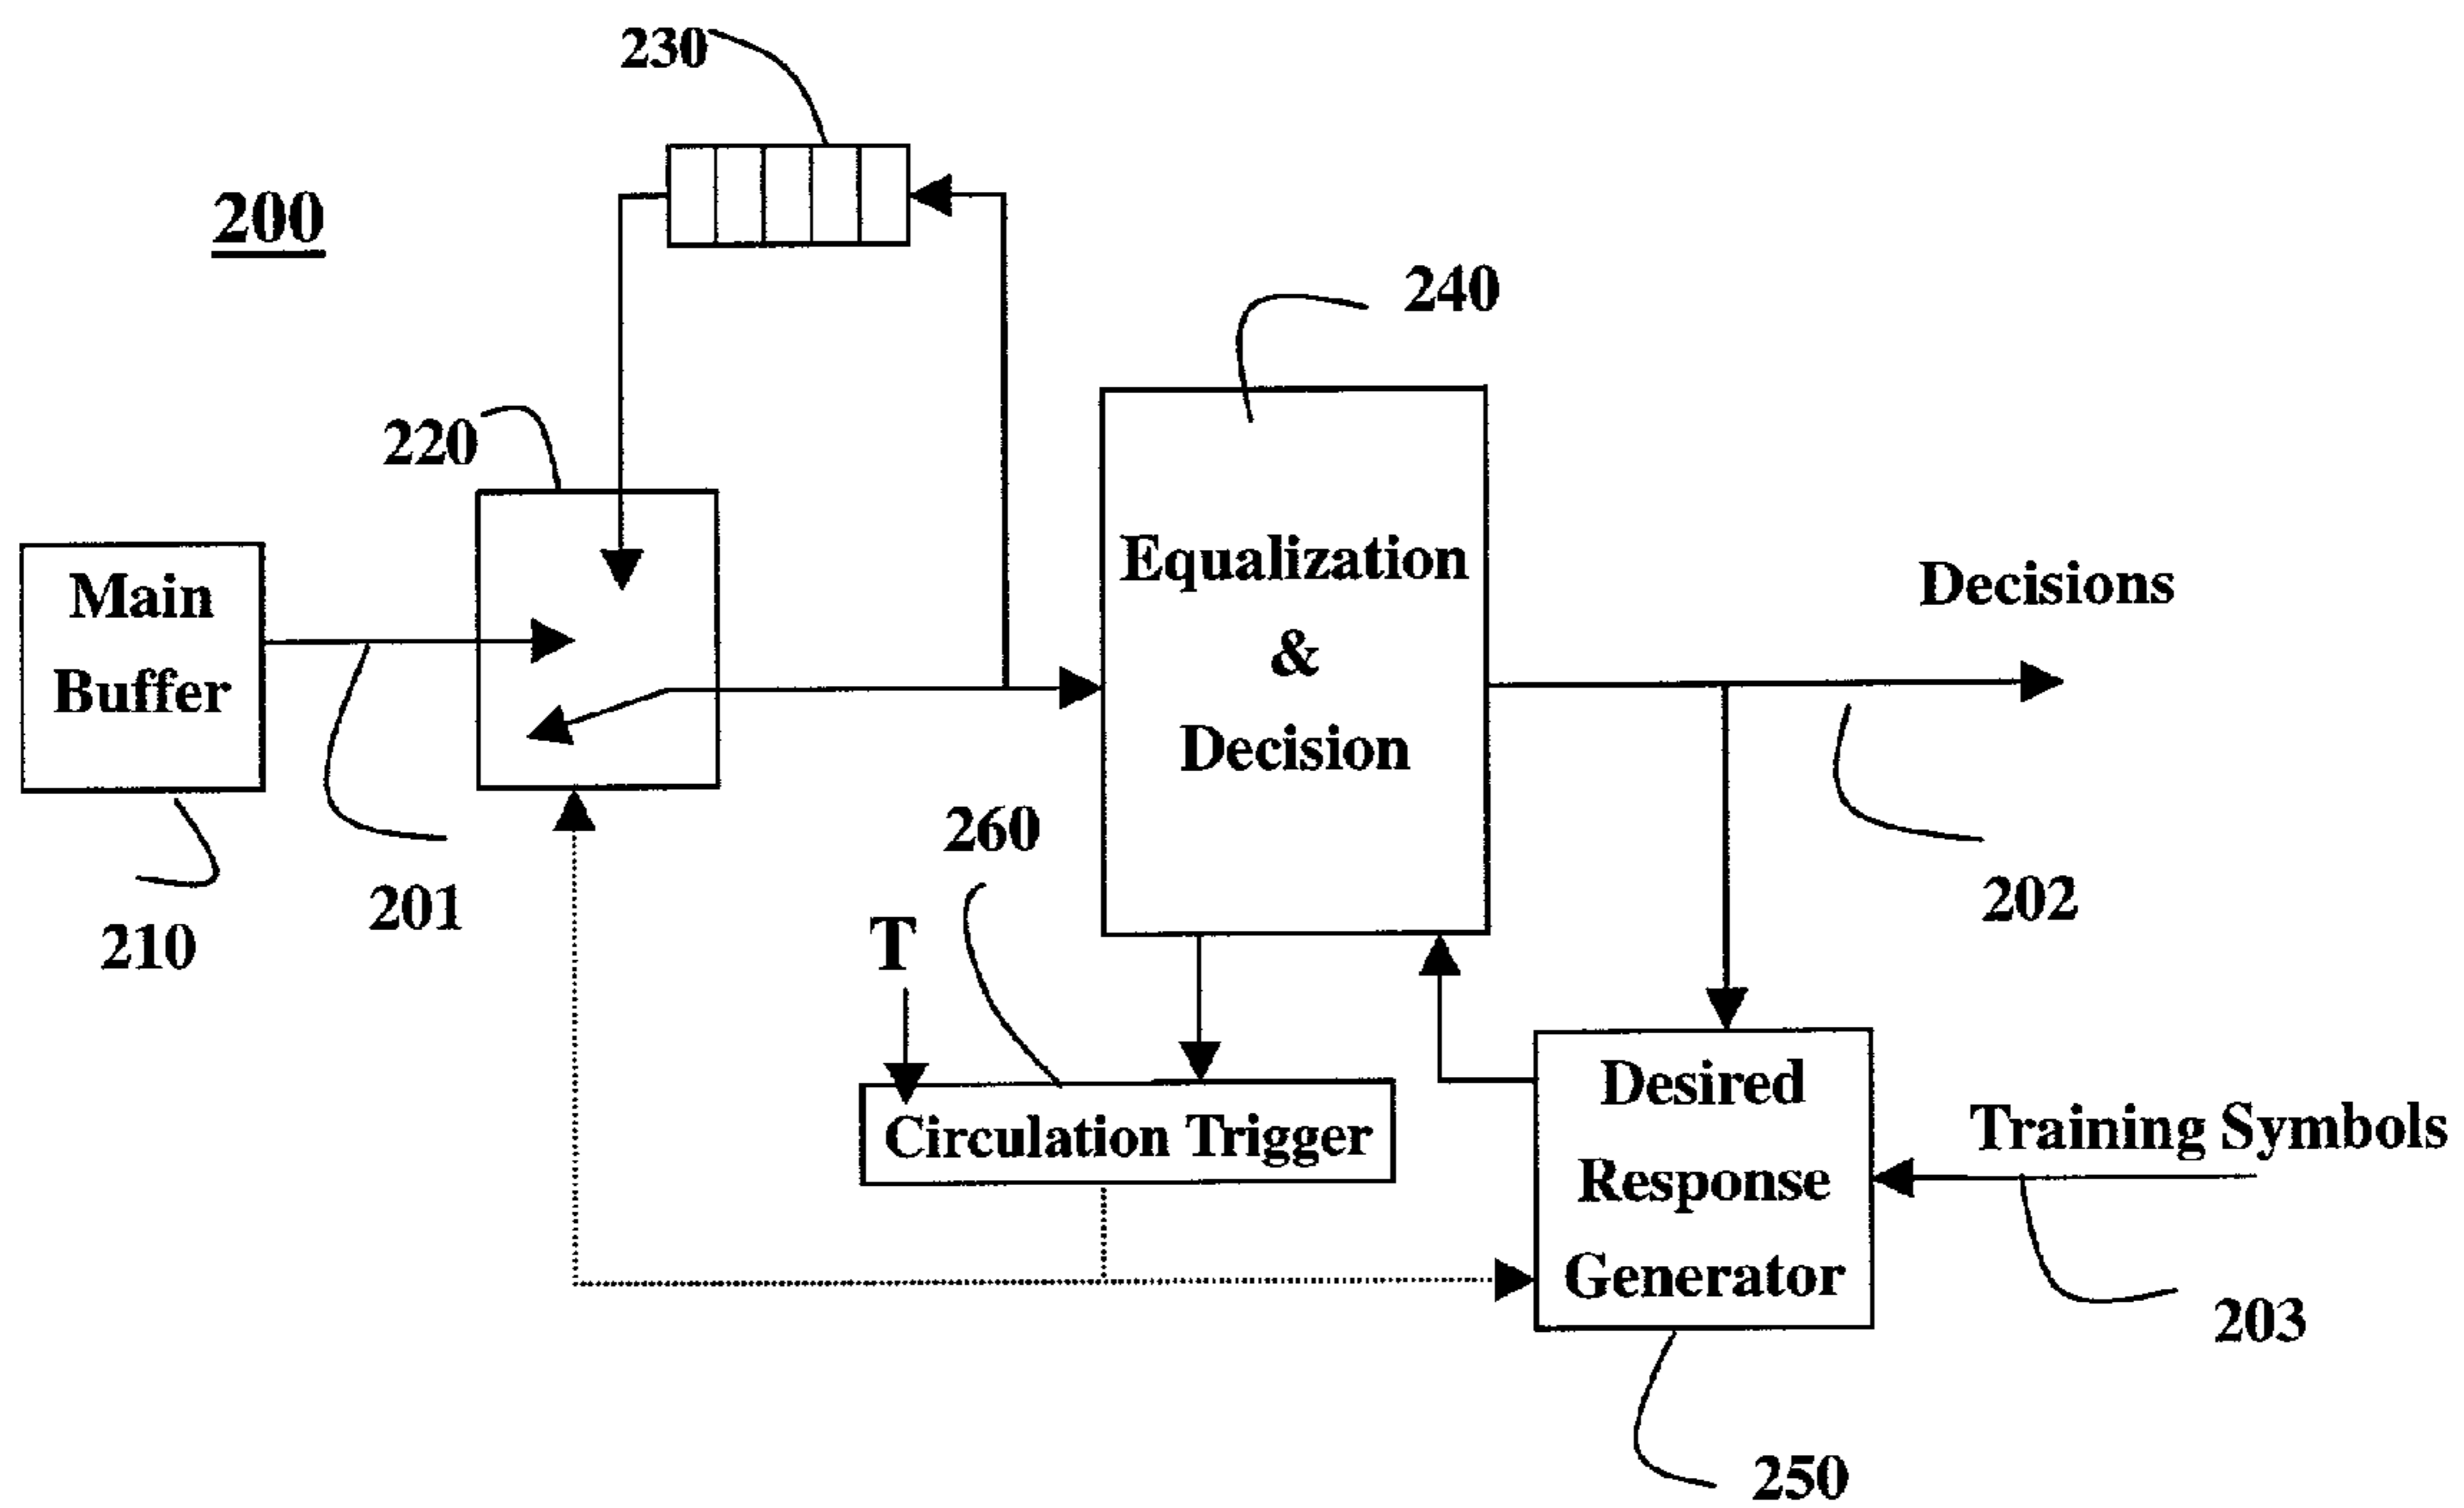 230
200
240
220
Main
Buffer
Equalization
&
Decision
Decisions
260
T
201
210
202
Circulation Trigger
Desired
Response
Generator
Training Symbols
203
250